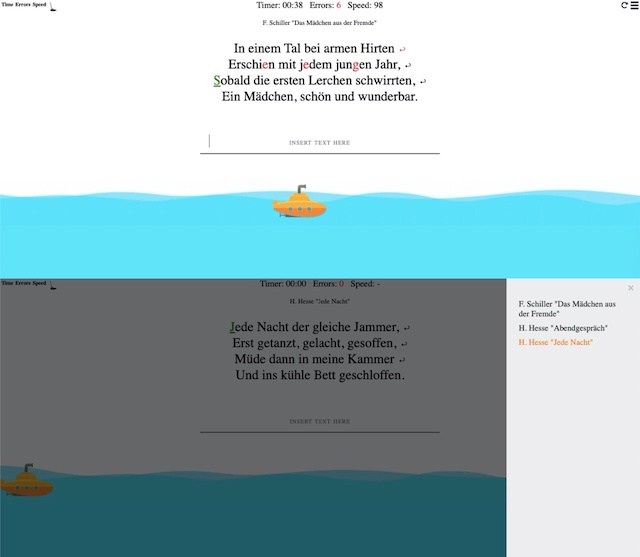 Time Errors Speed
Timer: 00:38 Errors: 6 Speed: 98
F. Schiller "Das Mädchen aus der Fremde"
In einem Tal bei armen Hirten ↵
Erschien mit jedem jungen Jahr, ↵
Sobald die ersten Lerchen schwirrten, ↵
Ein Mädchen, schön und wunderbar.
INSERT TEXT HERE
Time Errors Speed
Timer: 00:00 Errors: 0 Speed: -
H. Hesse "Jede Nacht"
Jede Nacht der gleiche Jammer, ↵
Erst getanzt, gelacht, gesoffen, ↵
Müde dann in meine Kammer ↵
Und ins kühle Bett geschloffen.
INSERT TEXT HERE
F. Schiller "Das Mädchen aus
der Fremde"
H. Hesse "Abendgespräch"
H. Hesse "Jede Nacht"